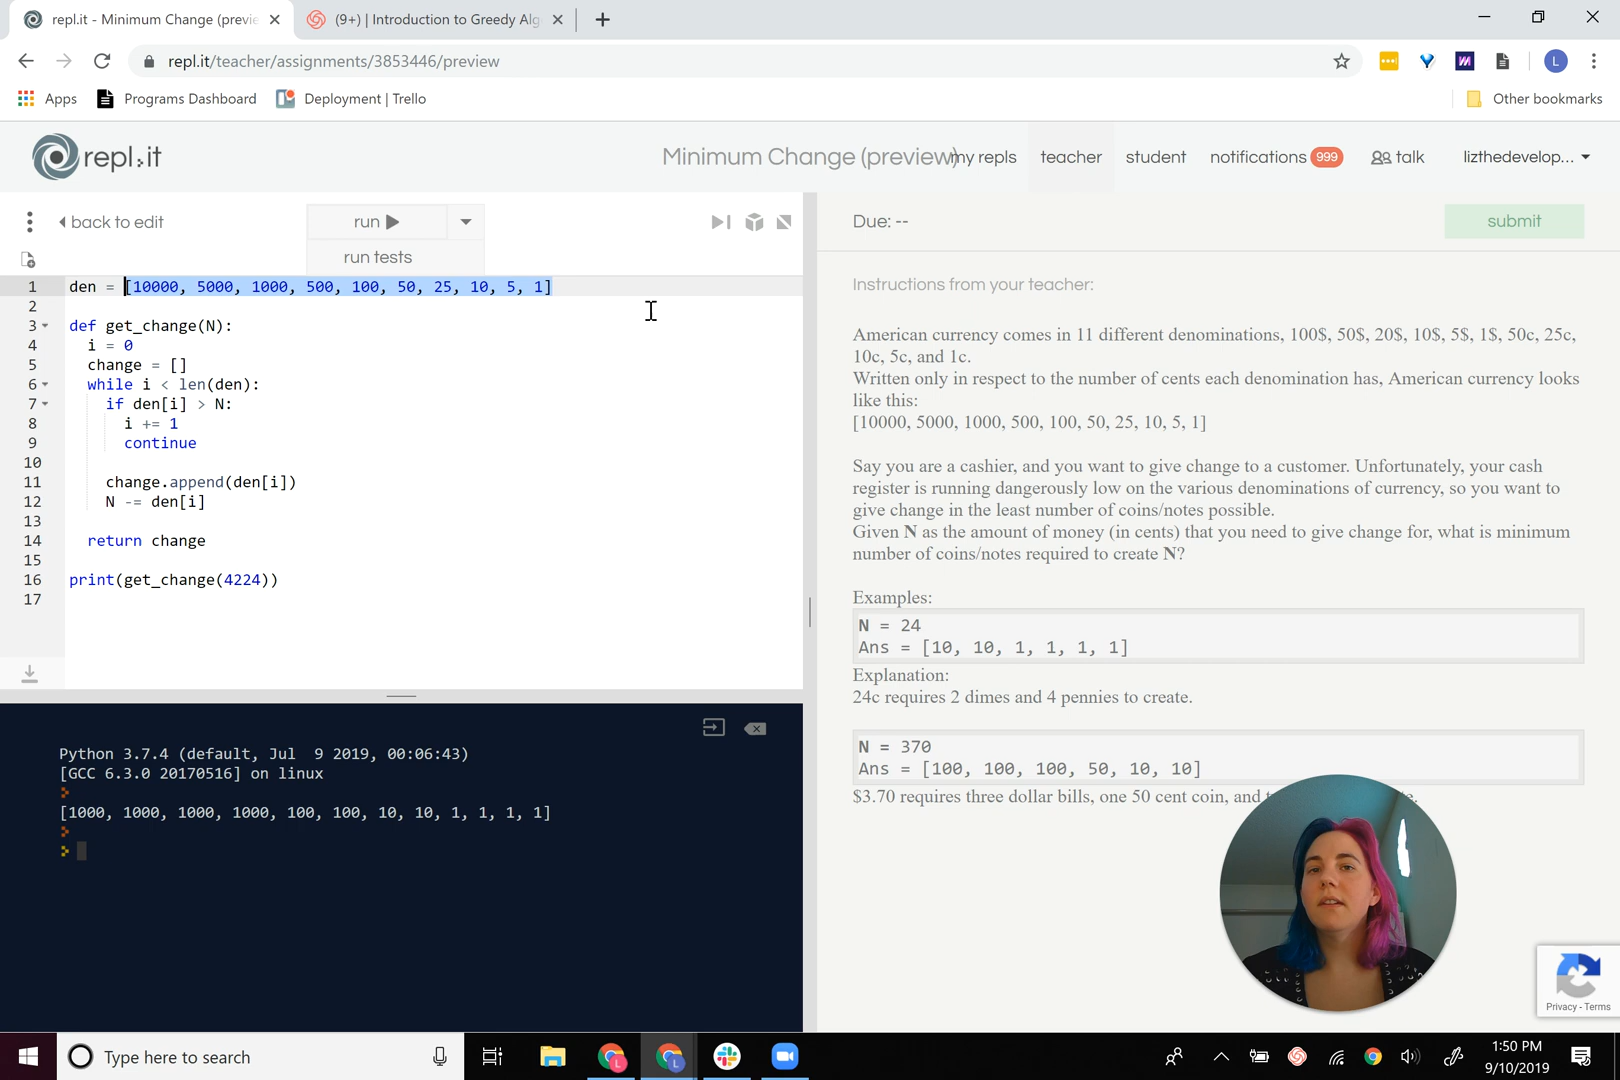 repl.it - Minimum Change (previe
(9+) | Introduction to Greedy Alg
repl.it/teacher/assignments/3853446/preview
L
Apps
Programs Dashboard
Deployment | Trello
Other bookmarks
repl.it
Minimum Change (preview)
my repls
teacher
student
notifications 999
talk
lizthedevelop...
back to edit
run
run tests
Due: --
submit
1 den = [10000, 5000, 1000, 500, 100, 50, 25, 10, 5, 1]
2
3 def get_change(N):
4 i = 0
5 change = []
6 while i < len(den):
7 if den[i] > N:
8 i += 1
9 continue
10
11 change.append(den[i])
12 N -= den[i]
13
14 return change
15
16 print(get_change(4224))
17
Python 3.7.4 (default, Jul  9 2019, 00:06:43)
[GCC 6.3.0 20170516] on linux
[1000, 1000, 1000, 1000, 100, 100, 10, 10, 1, 1, 1, 1]
Instructions from your teacher:
American currency comes in 11 different denominations, 100$, 50$, 20$, 10$, 5$, 1$, 50c, 25c,
10c, 5c, and 1c.
Written only in respect to the number of cents each denomination has, American currency looks
like this:
[10000, 5000, 1000, 500, 100, 50, 25, 10, 5, 1]
Say you are a cashier, and you want to give change to a customer. Unfortunately, your cash
register is running dangerously low on the various denominations of currency, so you want to
give change in the least number of coins/notes possible.
Given N as the amount of money (in cents) that you need to give change for, what is minimum
number of coins/notes required to create N?
Examples:
N = 24
Ans = [10, 10, 1, 1, 1, 1]
Explanation:
24c requires 2 dimes and 4 pennies to create.
N = 370
Ans = [100, 100, 100, 50, 10, 10]
$3.70 requires three dollar bills, one 50 cent coin, and
Privacy - Terms
Type here to search
1:50 PM
9/10/2019